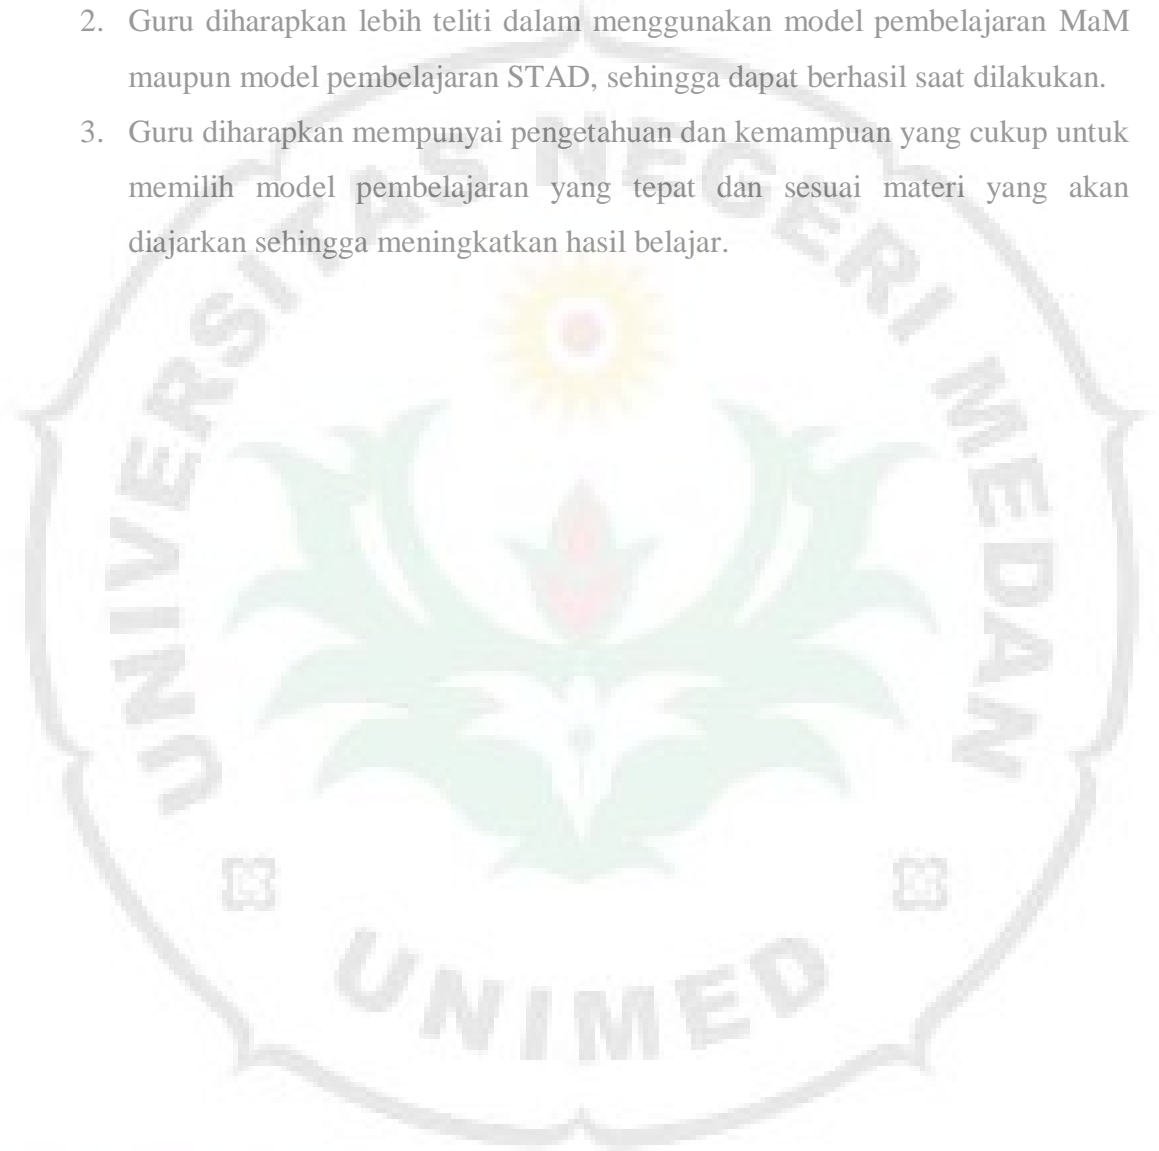 2. Guru diharapkan lebih teliti dalam menggunakan model pembelajaran MaM
maupun model pembelajaran STAD, sehingga dapat berhasil saat dilakukan.
3. Guru diharapkan mempunyai pengetahuan dan kemampuan yang cukup untuk
memilih model pembelajaran yang tepat dan sesuai materi yang akan
diajarkan sehingga meningkatkan hasil belajar.
UNIVERSITAS NEGERI MEDAN
UNIMED